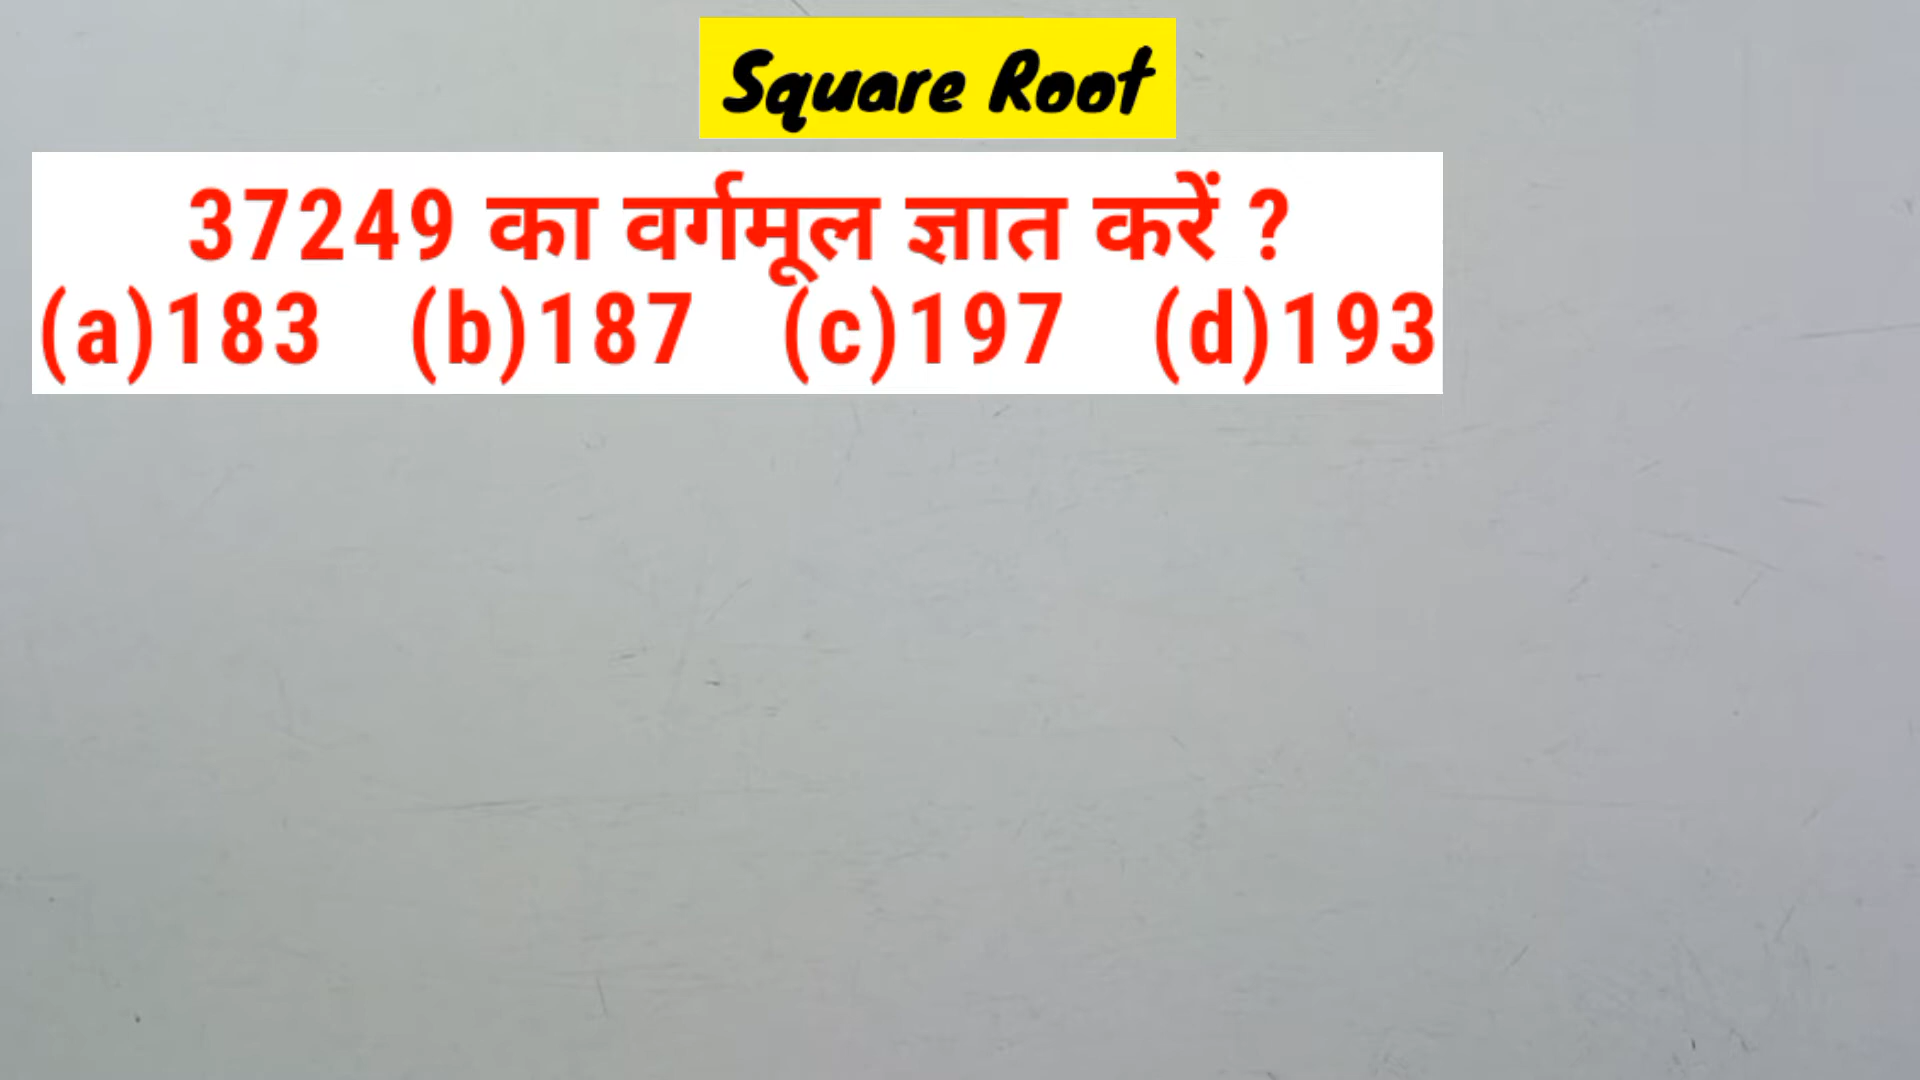 Square Root
37249 का वर्गमूल ज्ञात करें ?
(a)183 (b)187 (c)197 (d)193